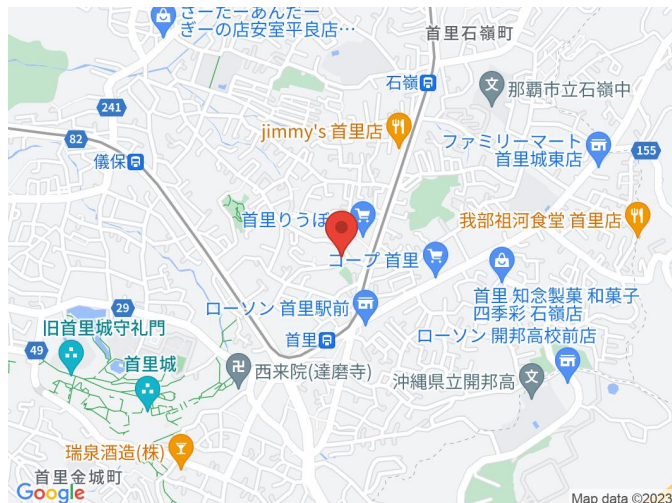 さーたーあんだー
ぎーの店安室平良店…
首里石嶺町
石嶺
那覇市立石嶺中
241
jimmy's 首里店
82
儀保
ファミリーマート
首里城東店
155
首里りうぼ
我部祖河食堂 首里店
コープ 首里
首里 知念製菓 和菓子
四季彩 石嶺店
29
ローソン 首里駅前
旧首里城守礼門
首里
ローソン 開邦高校前店
49
首里城
西来院(達磨寺)
沖縄県立開邦高
瑞泉酒造(株)
首里金城町
Google
Map data ©2023